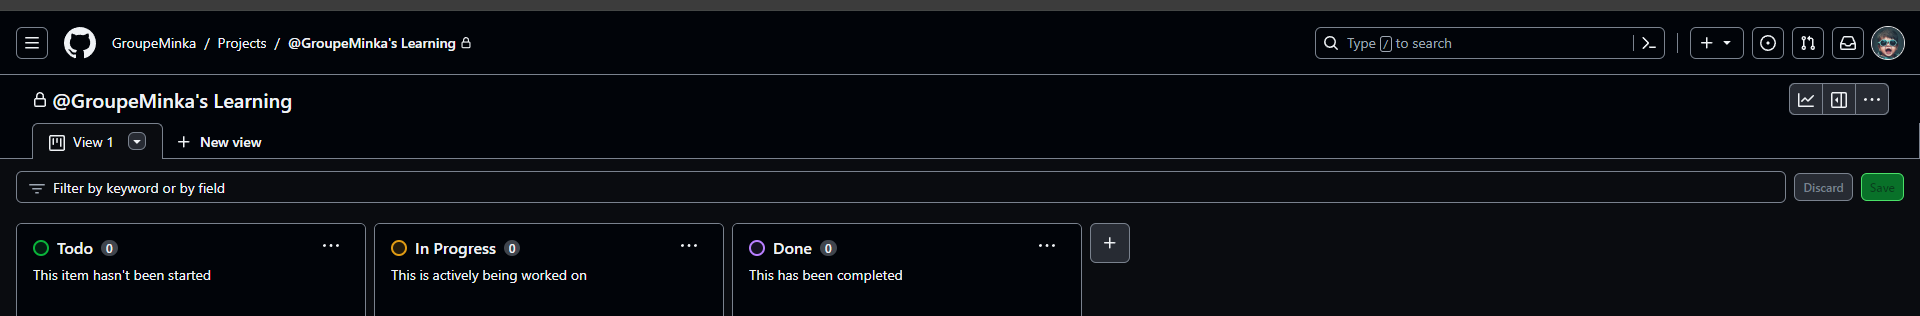 GroupeMinka / Projects / @GroupeMinka's Learning
Type / to search
@GroupeMinka's Learning
View 1
New view
Filter by keyword or by field
Discard
Save
Todo 0
This item hasn't been started
In Progress 0
This is actively being worked on
Done 0
This has been completed